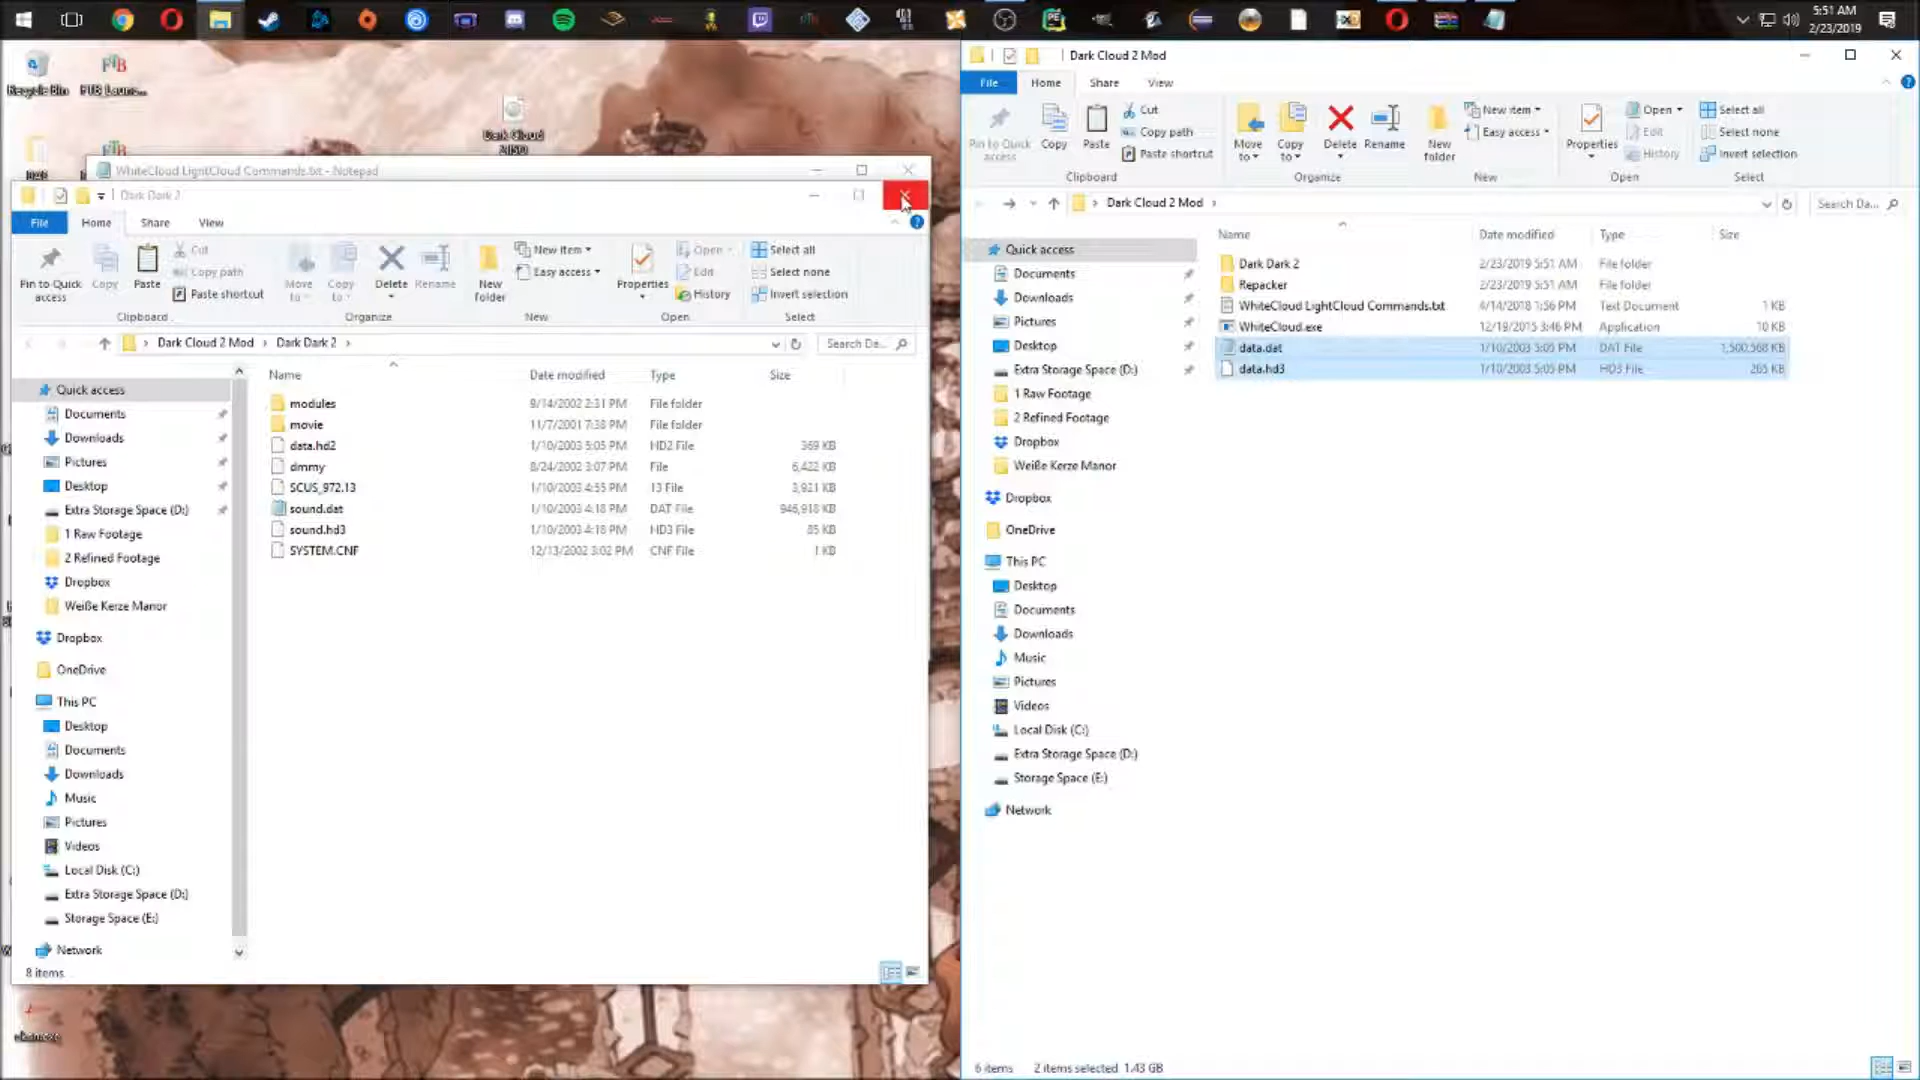 5:51 AM
2/23/2019
Recycle Bin
FTB Launc...
Dark Cloud
2.ISO
WhiteCloud LightCloud Commands.txt - Notepad
Dark Dark 2
File
Home
Share
View
Pin to Quick
access
Copy
Paste
Cut
Copy path
Paste shortcut
Clipboard
Move
to
Copy
to
Delete
Rename
Organize
New
folder
New item
Easy access
New
Properties
Open
Edit
History
Open
Select all
Select none
Invert selection
Select
Dark Cloud 2 Mod
Dark Dark 2
Search Da...
Name
Date modified
Type
Size
modules 9/14/2002 2:31 PM File folder
movie 11/7/2001 7:38 PM File folder
data.hd2 1/10/2003 5:05 PM HD2 File 369 KB
dmmy 8/24/2002 3:07 PM File 6,422 KB
SCUS_972.13 1/10/2003 4:55 PM 13 File 3,921 KB
sound.dat 1/10/2003 4:18 PM DAT File 946,918 KB
sound.hd3 1/10/2003 4:18 PM HD3 File 85 KB
SYSTEM.CNF 12/13/2002 3:02 PM CNF File 1 KB
Quick access
Documents
Downloads
Pictures
Desktop
Extra Storage Space (D:)
1 Raw Footage
2 Refined Footage
Dropbox
Weiße Kerze Manor
Dropbox
OneDrive
This PC
Desktop
Documents
Downloads
Music
Pictures
Videos
Local Disk (C:)
Extra Storage Space (D:)
Storage Space (E:)
Network
8 items
Dark Cloud 2 Mod
File
Home
Share
View
Pin to Quick
access
Copy
Paste
Cut
Copy path
Paste shortcut
Clipboard
Move
to
Copy
to
Delete
Rename
Organize
New
folder
New item
Easy access
New
Properties
Open
Edit
History
Open
Select all
Select none
Invert selection
Select
Dark Cloud 2 Mod
Search Da...
Name
Date modified
Type
Size
Dark Dark 2 2/23/2019 5:51 AM File folder
Repacker 2/23/2019 5:51 AM File folder
WhiteCloud LightCloud Commands.txt 4/14/2018 1:56 PM Text Document 1 KB
WhiteCloud.exe 12/19/2015 3:46 PM Application 10 KB
data.dat 1/10/2003 5:05 PM DAT File 1,500,568 KB
data.hd3 1/10/2003 5:05 PM HD3 File 265 KB
Quick access
Documents
Downloads
Pictures
Desktop
Extra Storage Space (D:)
1 Raw Footage
2 Refined Footage
Dropbox
Weiße Kerze Manor
Dropbox
OneDrive
This PC
Desktop
Documents
Downloads
Music
Pictures
Videos
Local Disk (C:)
Extra Storage Space (D:)
Storage Space (E:)
Network
6 items
2 items selected 1.43 GB